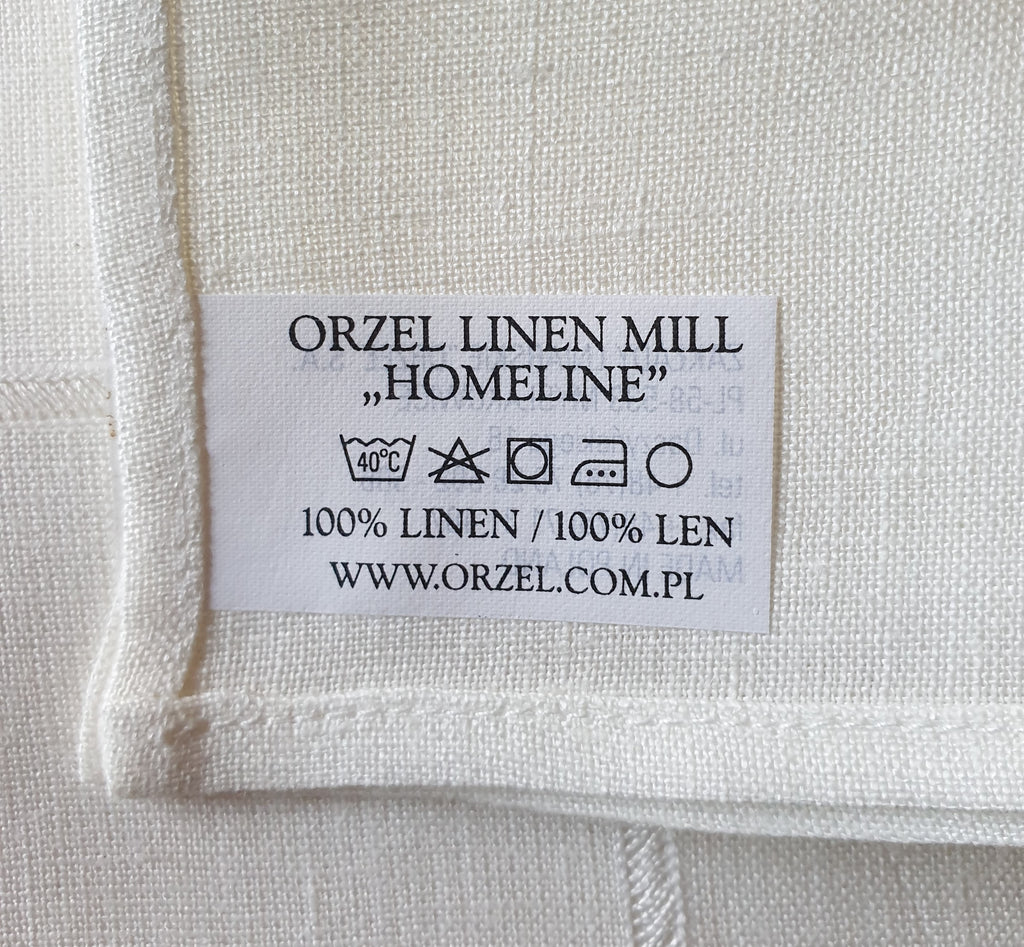 ORZEL LINEN MILL
„HOMELINE”
40°C
100% LINEN / 100% LEN
WWW.ORZEL.COM.PL